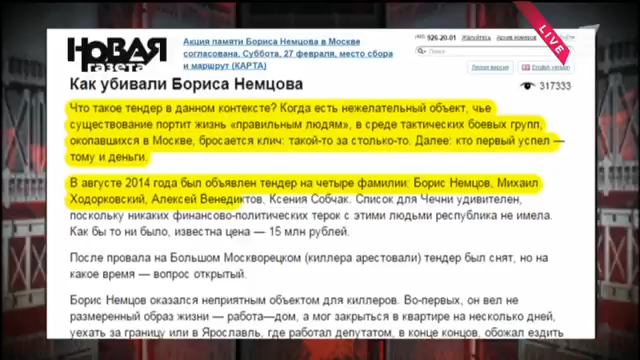 НОВАЯ
газета
Акция памяти Бориса Немцова в Москве
согласована. Суббота, 27 февраля, место сбора
и маршрут (КАРТА)
926-20-01
Поиск
LIVE
Как убивали Бориса Немцова
317333
Что такое тендер в данном контексте? Когда есть нежелательный объект, чье
существование портит жизнь «правильным людям», в среде тактических боевых групп,
окопавшихся в Москве, бросается клич: такой-то за столько-то. Далее: кто первый успел —
тому и деньги.
В августе 2014 года был объявлен тендер на четыре фамилии: Борис Немцов, Михаил
Ходорковский, Алексей Венедиктов, Ксения Собчак. Список для Чечни удивителен,
поскольку никаких финансово-политических терок с этими людьми республика не имела.
Как бы то ни было, известна цена — 15 млн рублей.
После провала на Большом Москворецком (киллера арестовали) тендер был снят, но на
какое время — вопрос открытый.
Борис Немцов оказался неприятным объектом для киллеров. Во-первых, он вел не
размеренный образ жизни — работа—дом, а мог закрыться в квартире на несколько дней,
уехать за границу или в Ярославль, где работал депутатом, в конце концов, обожал ездить